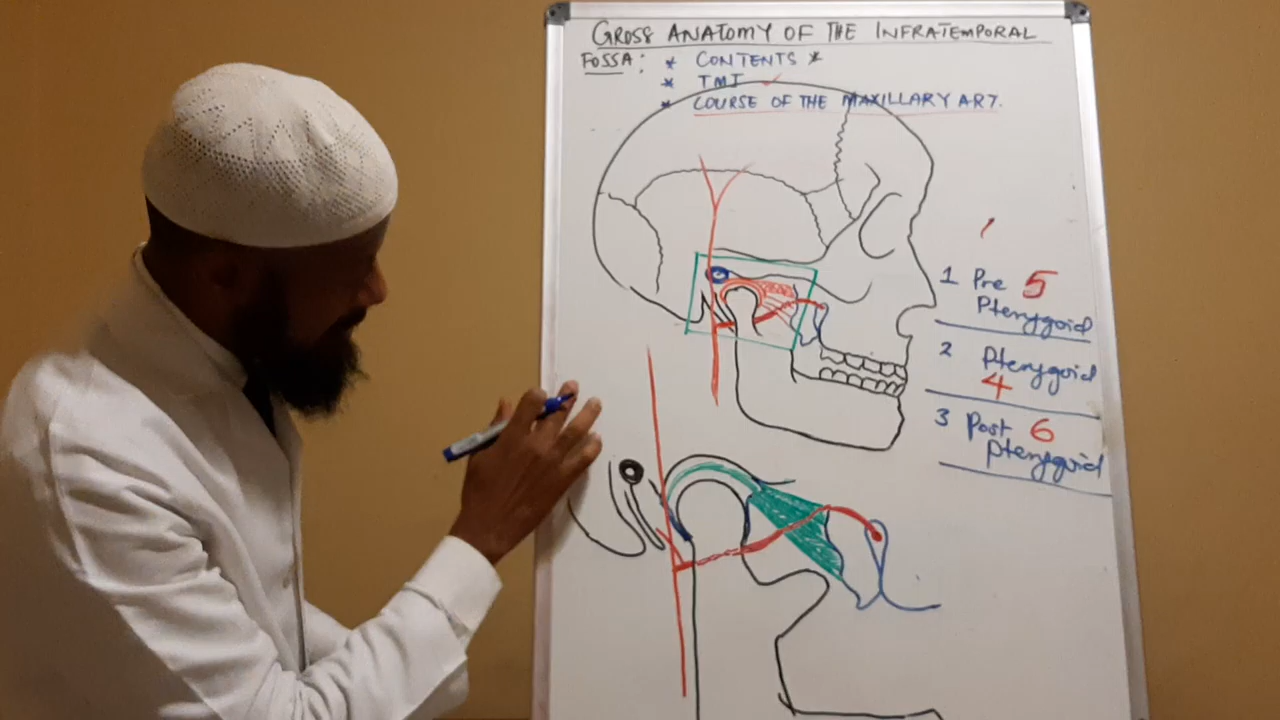 GROSS ANATOMY OF THE INFRATEMPORAL
FOSSA: * CONTENTS *
* TMJ
* COURSE OF THE MAXILLARY ART.
1 Pre 5
Pterygoid
2 Pterygoid
4
3 Post 6
pterygoid